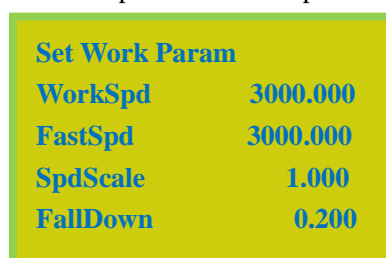 Set Work Param
WorkSpd 3000.000
FastSpd 3000.000
SpdScale 1.000
FallDown 0.200